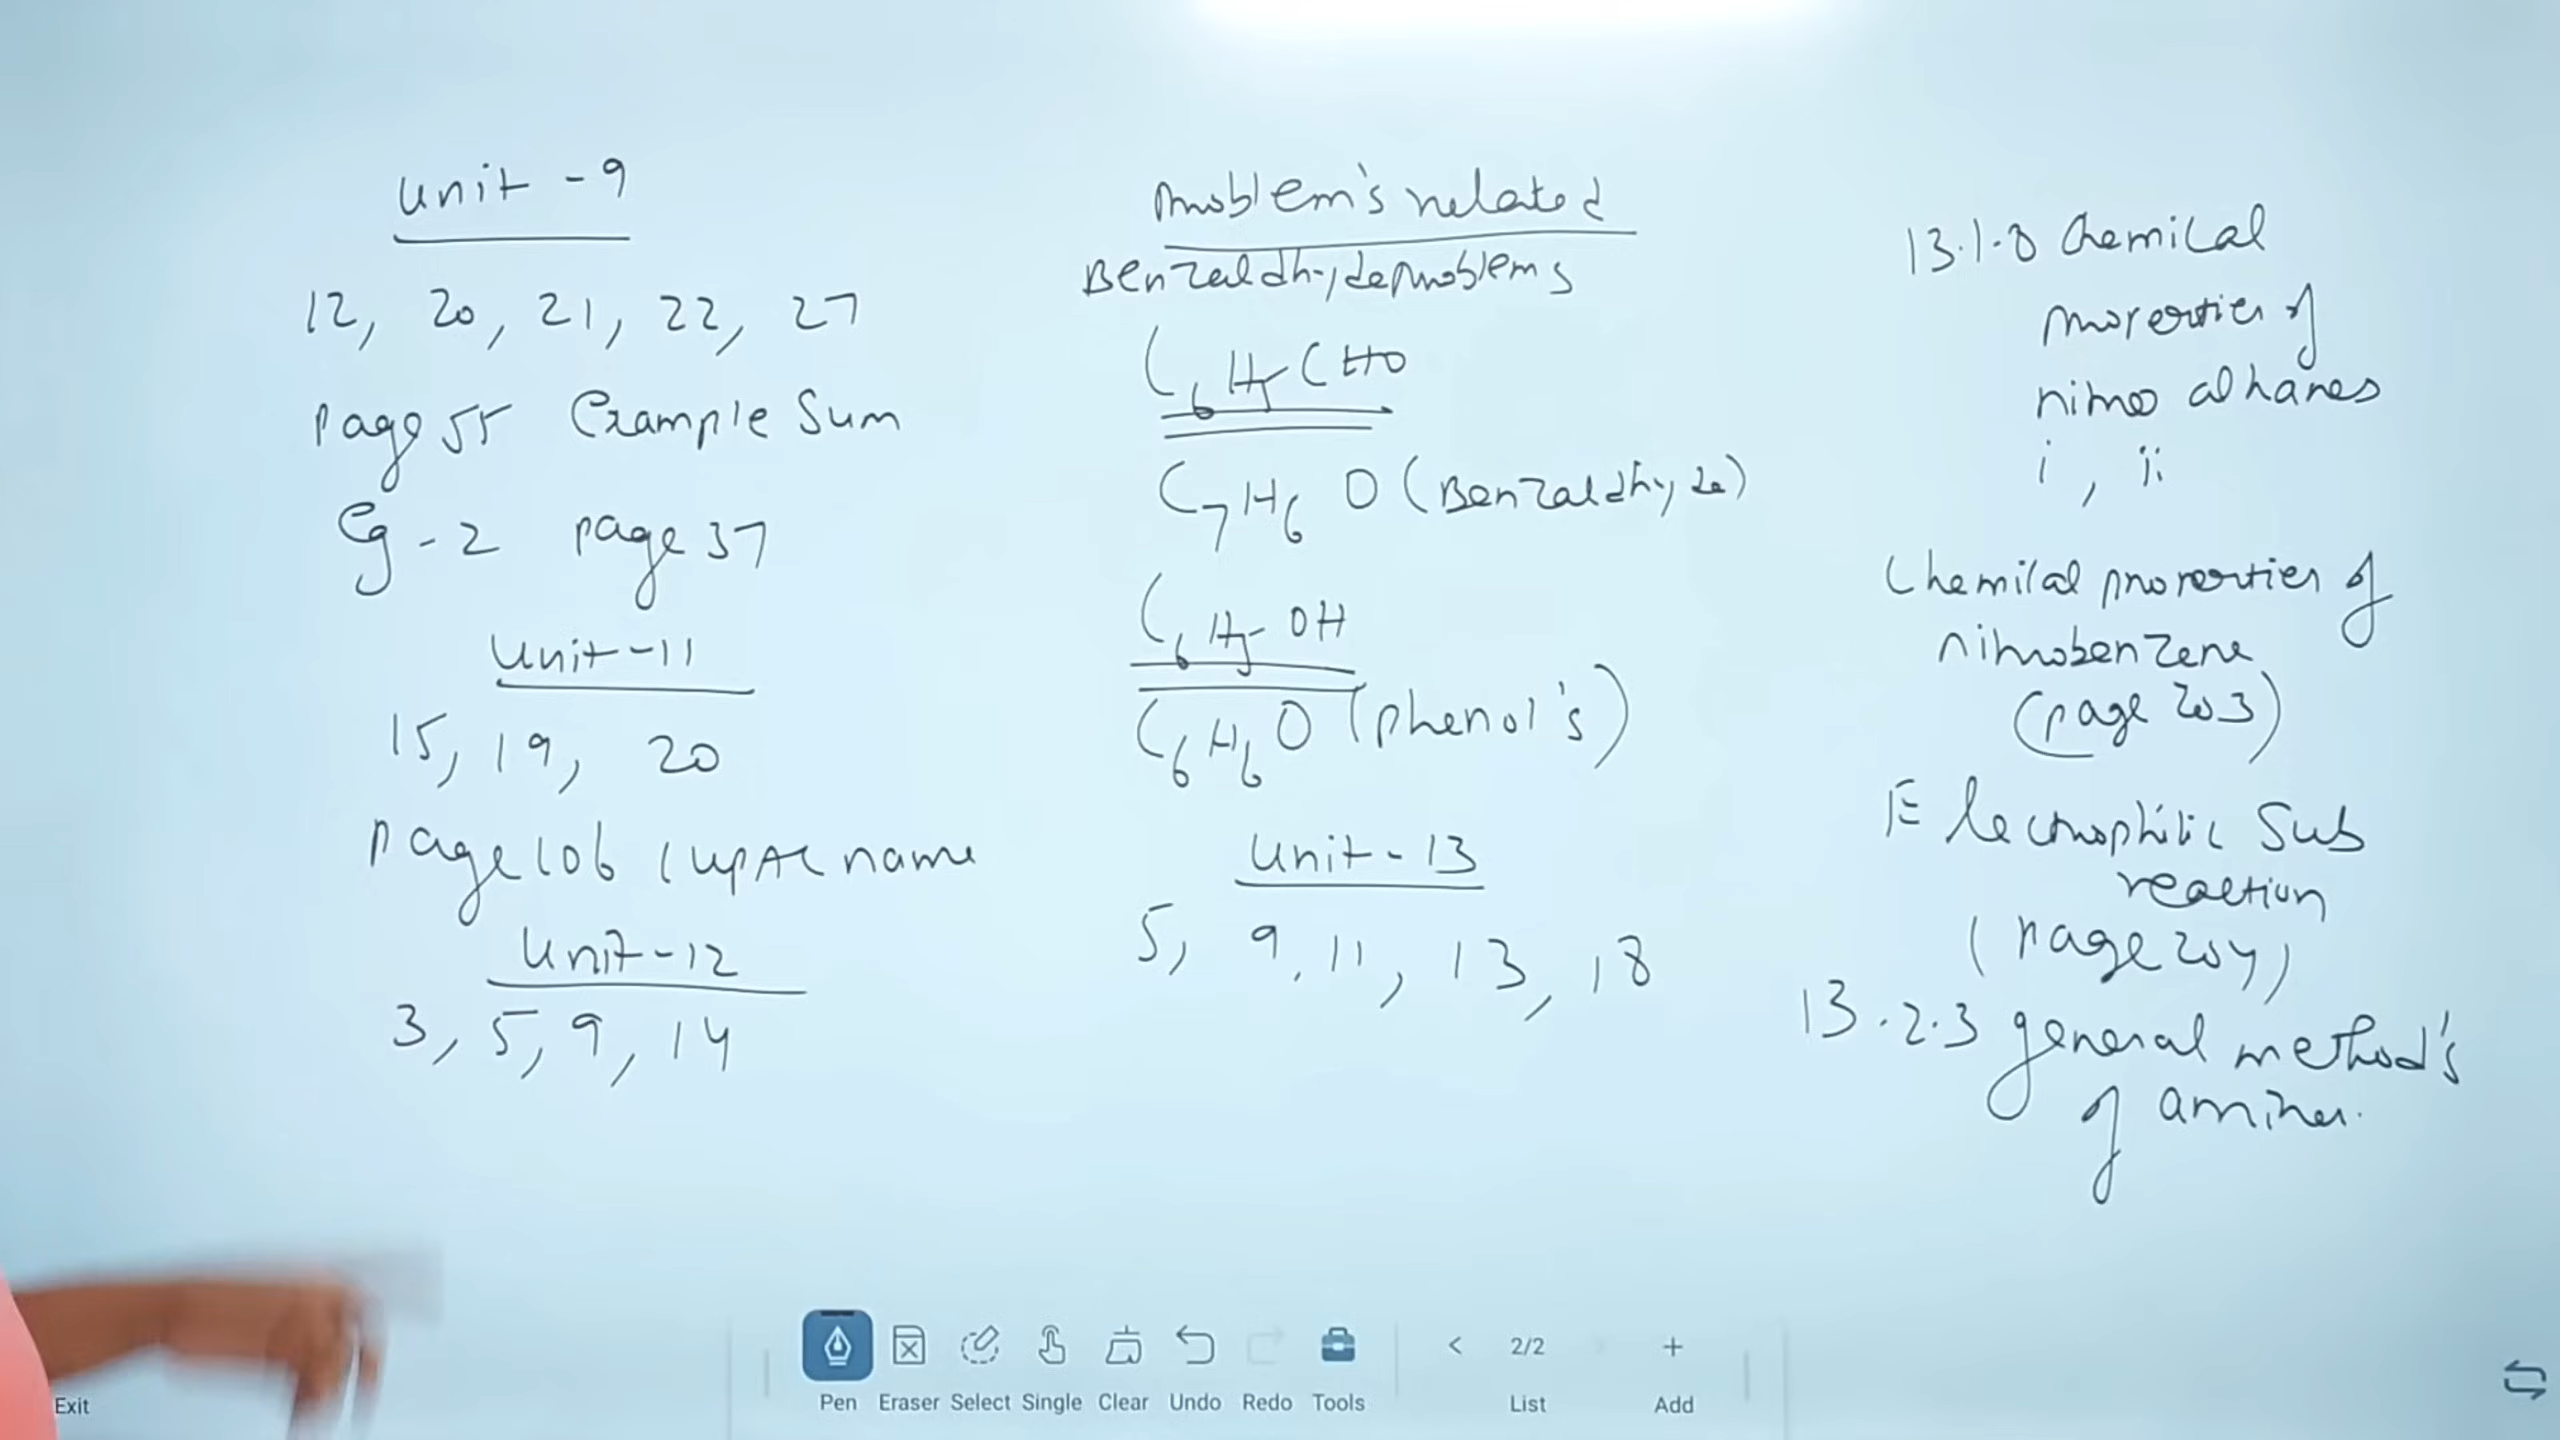 Unit - 9
12, 20, 21, 22, 27
Page 55 Example Sum
Eg - 2 page 37
Unit - 11
15, 19, 20
Page 106 IUPAC name
Unit - 12
3, 5, 9, 14
Problem's related
Benzaldhyde problems
C6H5-CHO
C7H6O (Benzaldhyde)
C6H5-OH
C6H6O (phenol's)
Unit - 13
5, 9, 11, 13, 18
13.1.8 Chemical
properties of
nitro alkanes
i, ii
Chemical properties of
nitrobenzene
(page 203)
Electrophilic Sub
reaction
(page 204)
13.2.3 general method's
of amines.
Exit
Pen Eraser Select Single Clear Undo Redo Tools
< 2/2 +
List Add